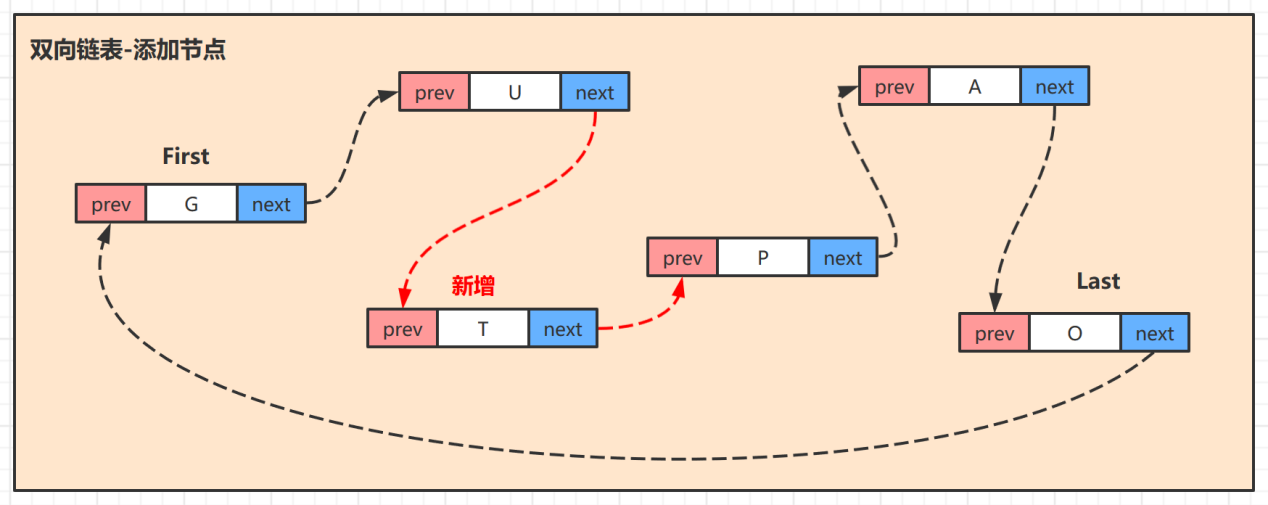 双向链表-添加节点
prev U next
prev A next
First
prev G next
prev P next
新增
Last
prev T next
prev O next